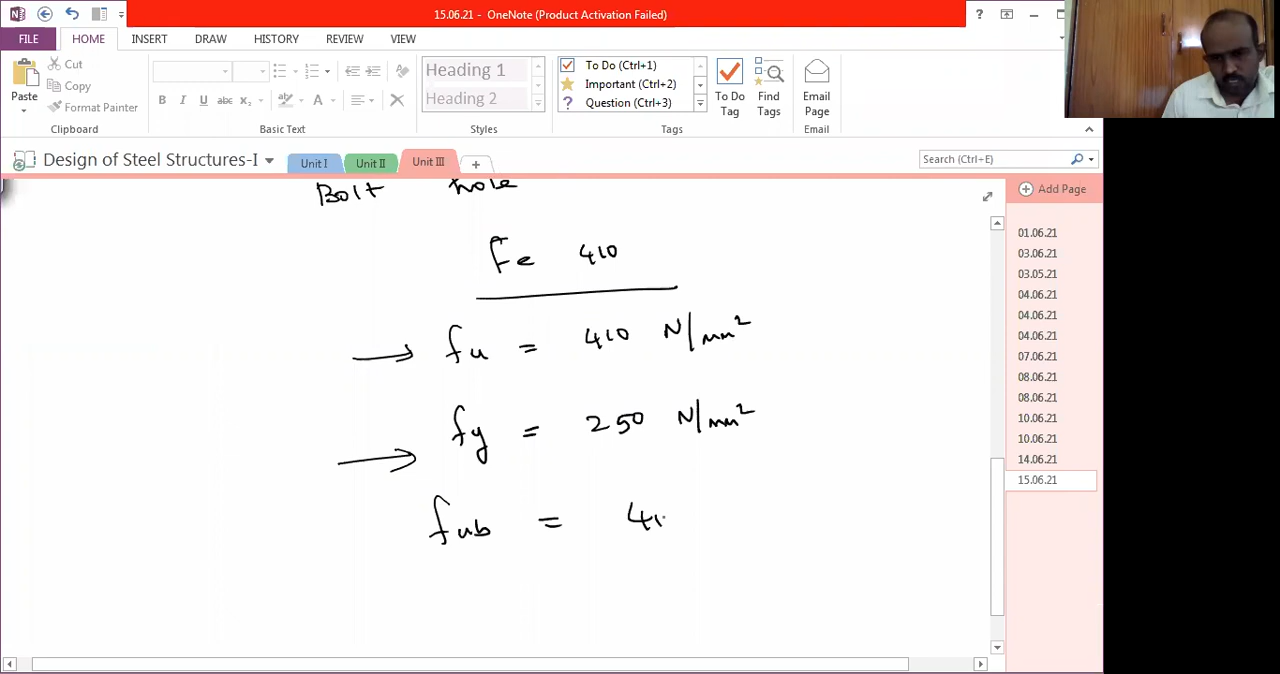 15.06.21 - OneNote (Product Activation Failed)
FILE HOME INSERT DRAW HISTORY REVIEW VIEW
Paste
Cut
Copy
Format Painter
Clipboard
B I U abc x₂ A
Basic Text
Heading 1
Heading 2
Styles
To Do (Ctrl+1)
Important (Ctrl+2)
Question (Ctrl+3)
Tags
To Do Tag
Find Tags
Email Page
Email
Design of Steel Structures-I
Unit I Unit II Unit III
Search (Ctrl+E)
Add Page
01.06.21
03.06.21
03.05.21
04.06.21
04.06.21
04.06.21
07.06.21
08.06.21
08.06.21
10.06.21
10.06.21
14.06.21
15.06.21
Bolt hole
Fe 410
→ fu = 410 N/mm²
→ fy = 250 N/mm²
fub =